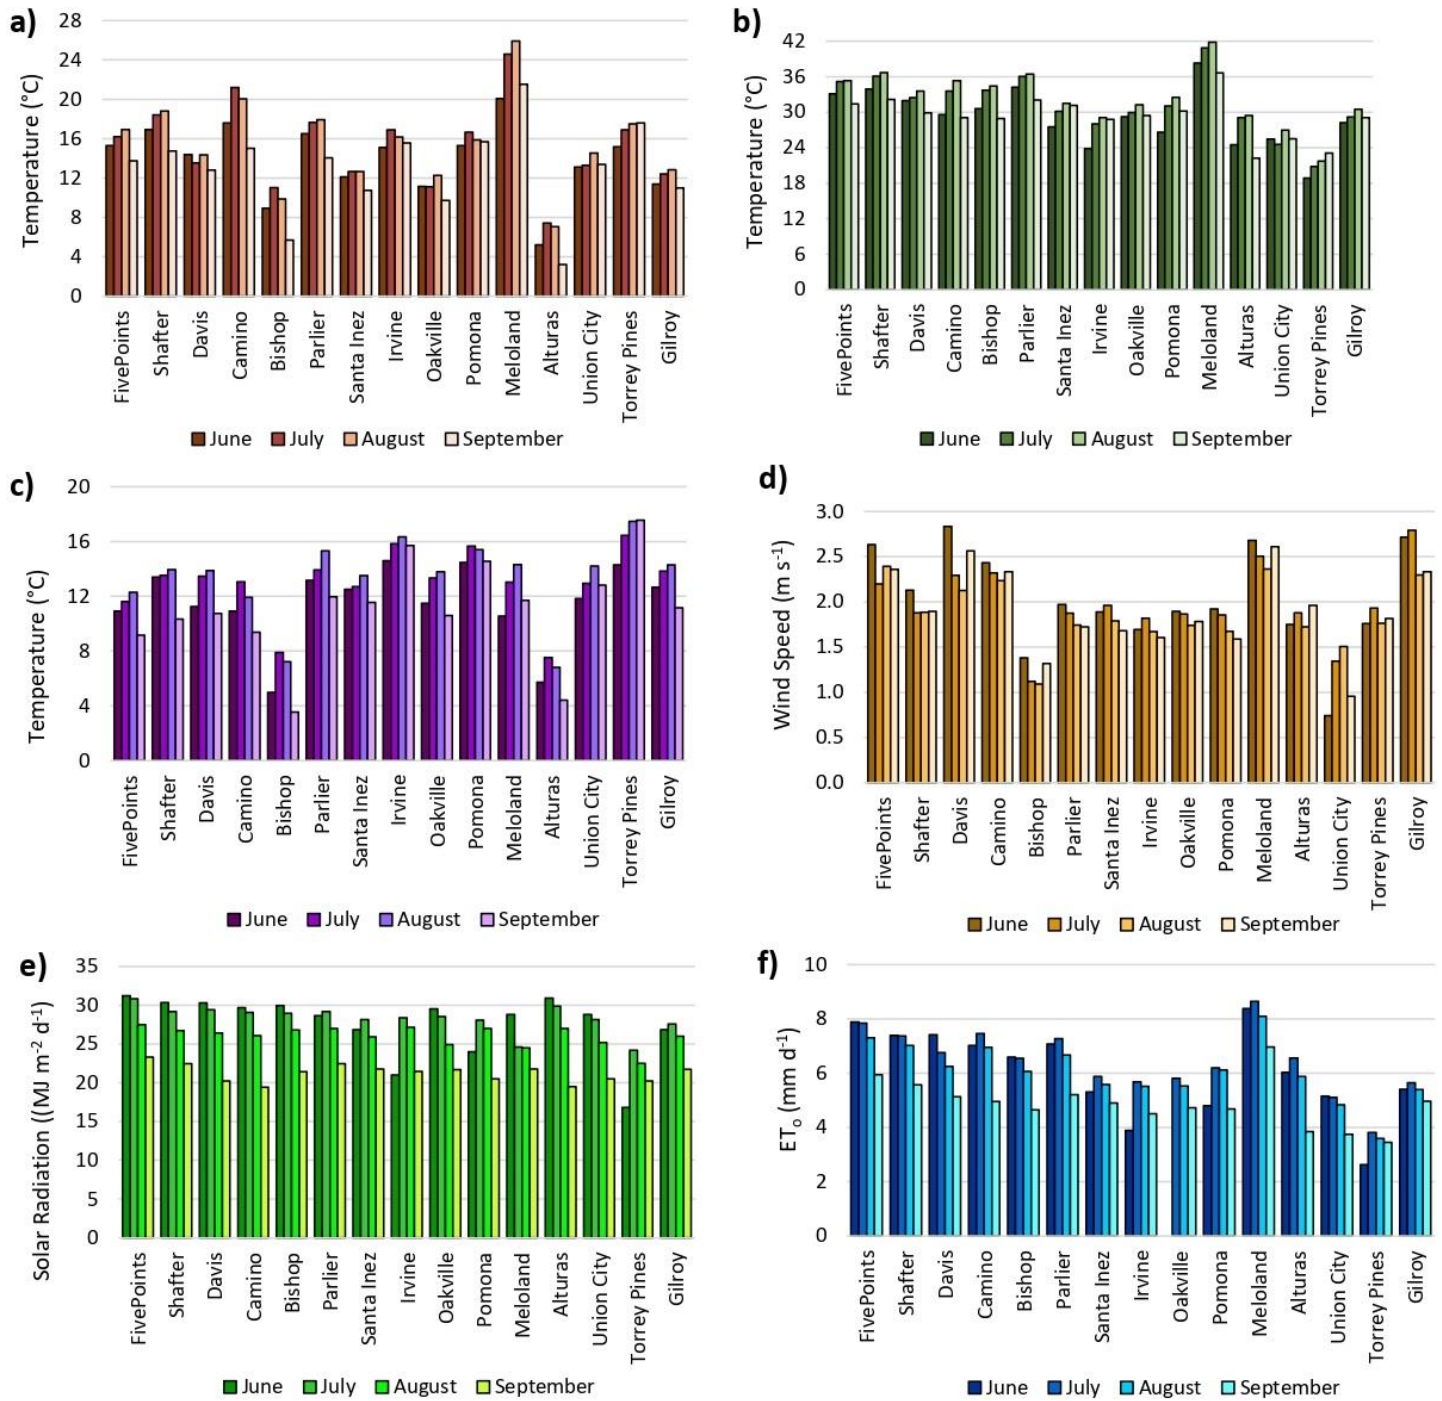 a)
Temperature (°C)
28
24
20
16
12
8
4
0
FivePoints
Shafter
Davis
Camino
Bishop
Parlier
Santa Inez
Irvine
Oakville
Pomona
Meloland
Alturas
Union City
Torrey Pines
Gilroy
June July August September
b)
Temperature (°C)
42
36
30
24
18
12
6
0
FivePoints
Shafter
Davis
Camino
Bishop
Parlier
Santa Inez
Irvine
Oakville
Pomona
Meloland
Alturas
Union City
Torrey Pines
Gilroy
June July August September
c)
Temperature (°C)
20
16
12
8
4
0
FivePoints
Shafter
Davis
Camino
Bishop
Parlier
Santa Inez
Irvine
Oakville
Pomona
Meloland
Alturas
Union City
Torrey Pines
Gilroy
June July August September
d)
Wind Speed (m s⁻¹)
3.0
2.5
2.0
1.5
1.0
0.5
0.0
FivePoints
Shafter
Davis
Camino
Bishop
Parlier
Santa Inez
Irvine
Oakville
Pomona
Meloland
Alturas
Union City
Torrey Pines
Gilroy
June July August September
e)
Solar Radiation ((MJ m⁻² d⁻¹)
35
30
25
20
15
10
5
0
FivePoints
Shafter
Davis
Camino
Bishop
Parlier
Santa Inez
Irvine
Oakville
Pomona
Meloland
Alturas
Union City
Torrey Pines
Gilroy
June July August September
f)
ETₒ (mm d⁻¹)
10
8
6
4
2
0
FivePoints
Shafter
Davis
Camino
Bishop
Parlier
Santa Inez
Irvine
Oakville
Pomona
Meloland
Alturas
Union City
Torrey Pines
Gilroy
June July August September